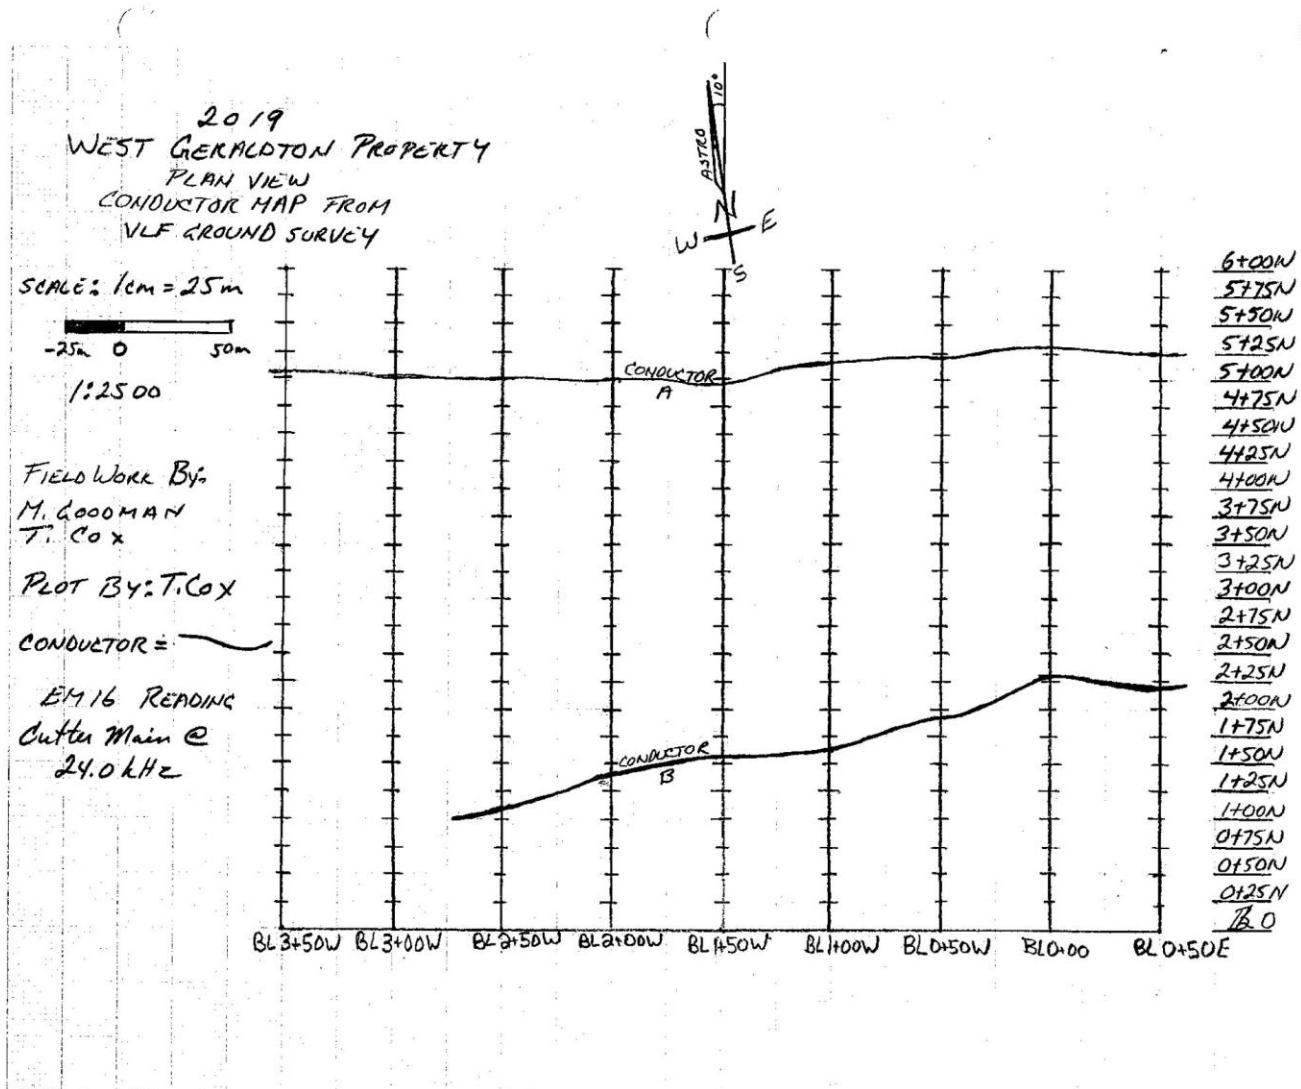 2019
WEST GERALDTON PROPERTY
PLAN VIEW
CONDUCTOR MAP FROM
VLF GROUND SURVEY
10°
ASTRO
N
W
E
S
SCALE: 1cm = 25m
-25m 0 50m
1:2500
FIELD WORK By:
M. GOODMAN
T. COX
PLOT BY: T. COX
CONDUCTOR =
EM16 READING
Cutter Main @
24.0 kHz
CONDUCTOR
A
CONDUCTOR
B
6+00N
5+75N
5+50N
5+25N
5+00N
4+75N
4+50N
4+25N
4+00N
3+75N
3+50N
3+25N
3+00N
2+75N
2+50N
2+25N
2+00N
1+75N
1+50N
1+25N
1+00N
0+75N
0+50N
0+25N
BL0
BL3+50W BL3+00W BL2+50W BL2+00W BL1+50W BL1+00W BL0+50W BL0+00 BL0+50E